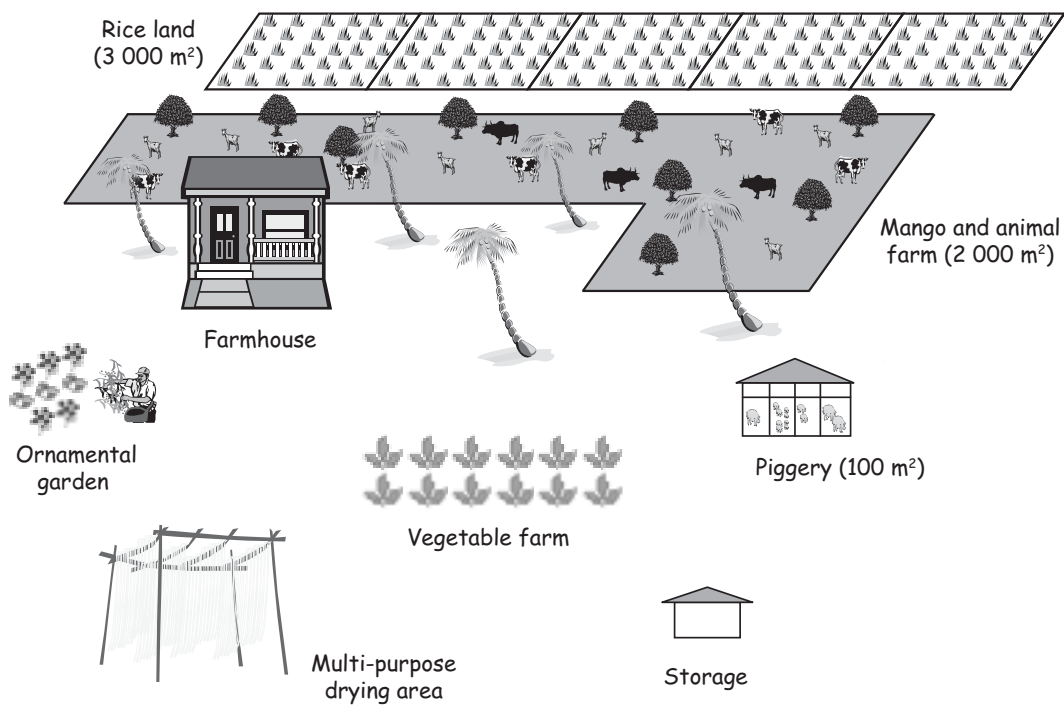 Rice land
(3 000 m²)
Mango and animal
farm (2 000 m²)
Farmhouse
Ornamental
garden
Piggery (100 m²)
Vegetable farm
Multi-purpose
drying area
Storage